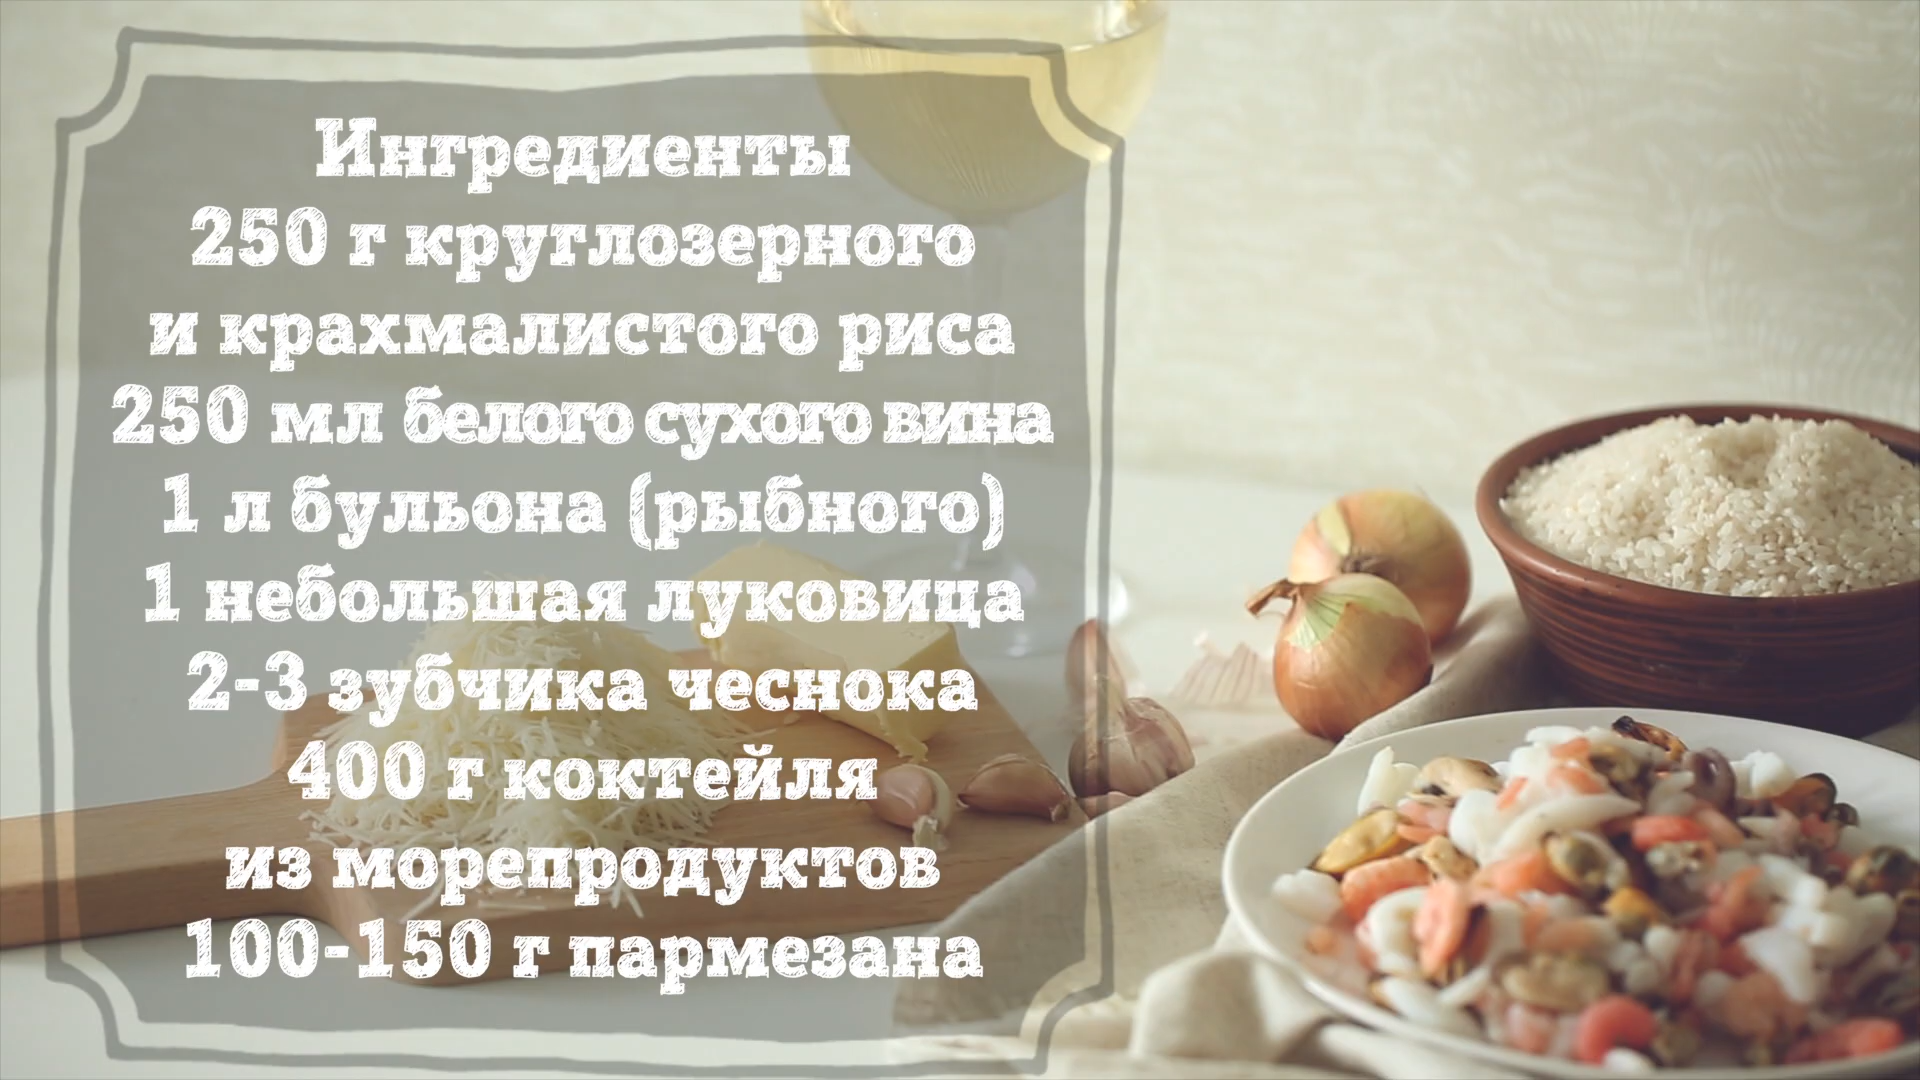 Ингредиенты
250 г круглозерного
и крахмалистого риса
250 мл белого сухого вина
1 л бульона (рыбного)
1 небольшая луковица
2-3 зубчика чеснока
400 г коктейля
из морепродуктов
100-150 г пармезана